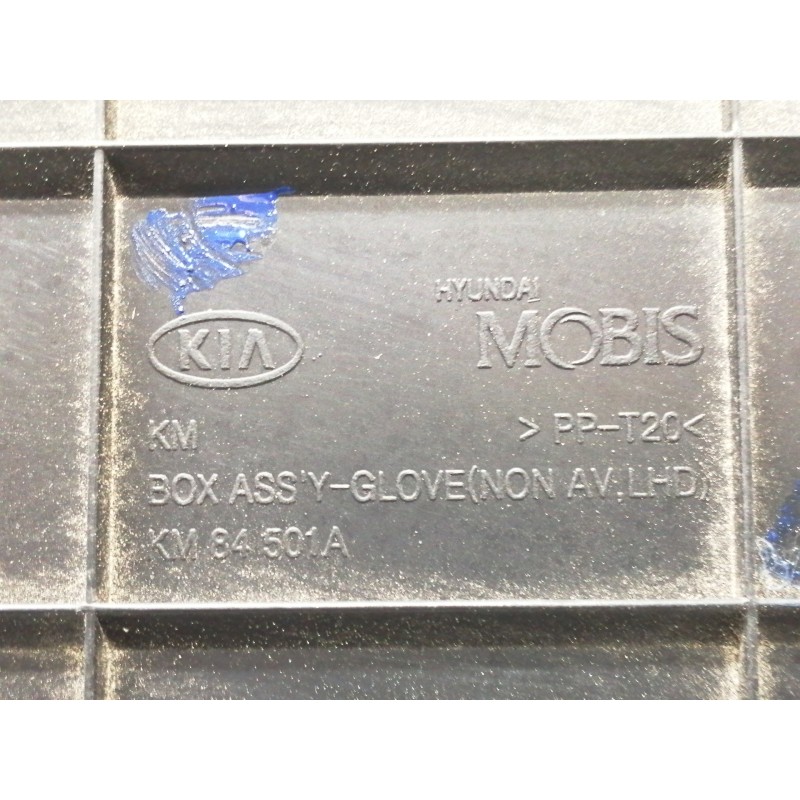 HYUNDAI
KIA MOBIS
KM >PP-T20<
BOX ASS'Y-GLOVE(NON AV,LHD)
KM 84 501A